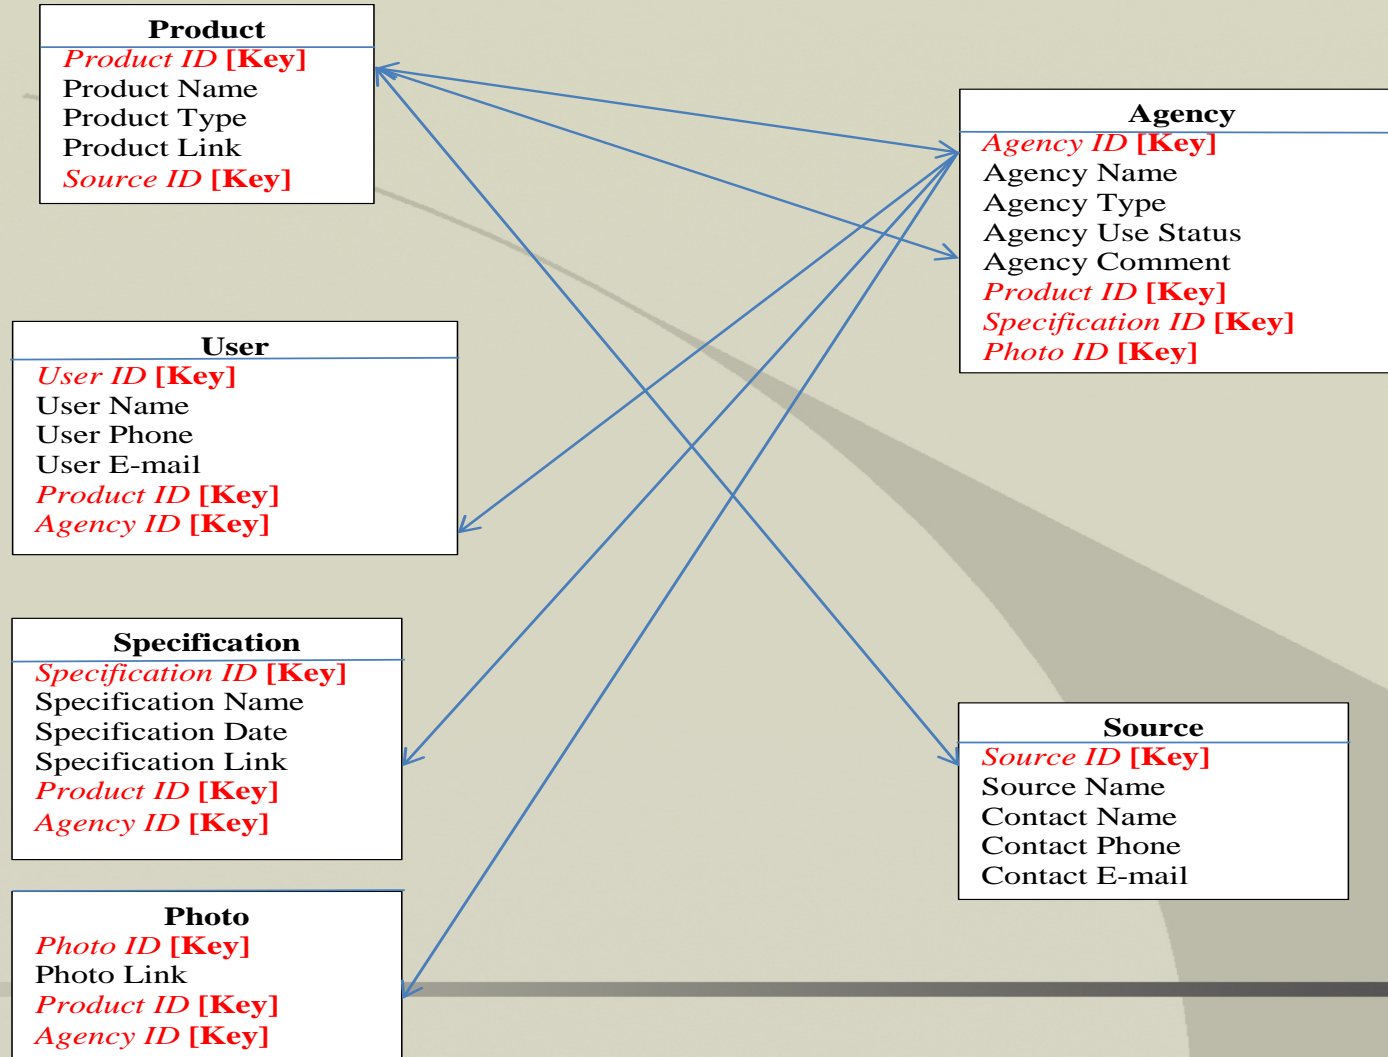 Product
Product ID [Key]
Product Name
Product Type
Product Link
Source ID [Key]
Agency
Agency ID [Key]
Agency Name
Agency Type
Agency Use Status
Agency Comment
Product ID [Key]
Specification ID [Key]
Photo ID [Key]
User
User ID [Key]
User Name
User Phone
User E-mail
Product ID [Key]
Agency ID [Key]
Specification
Specification ID [Key]
Specification Name
Specification Date
Specification Link
Product ID [Key]
Agency ID [Key]
Source
Source ID [Key]
Source Name
Contact Name
Contact Phone
Contact E-mail
Photo
Photo ID [Key]
Photo Link
Product ID [Key]
Agency ID [Key]